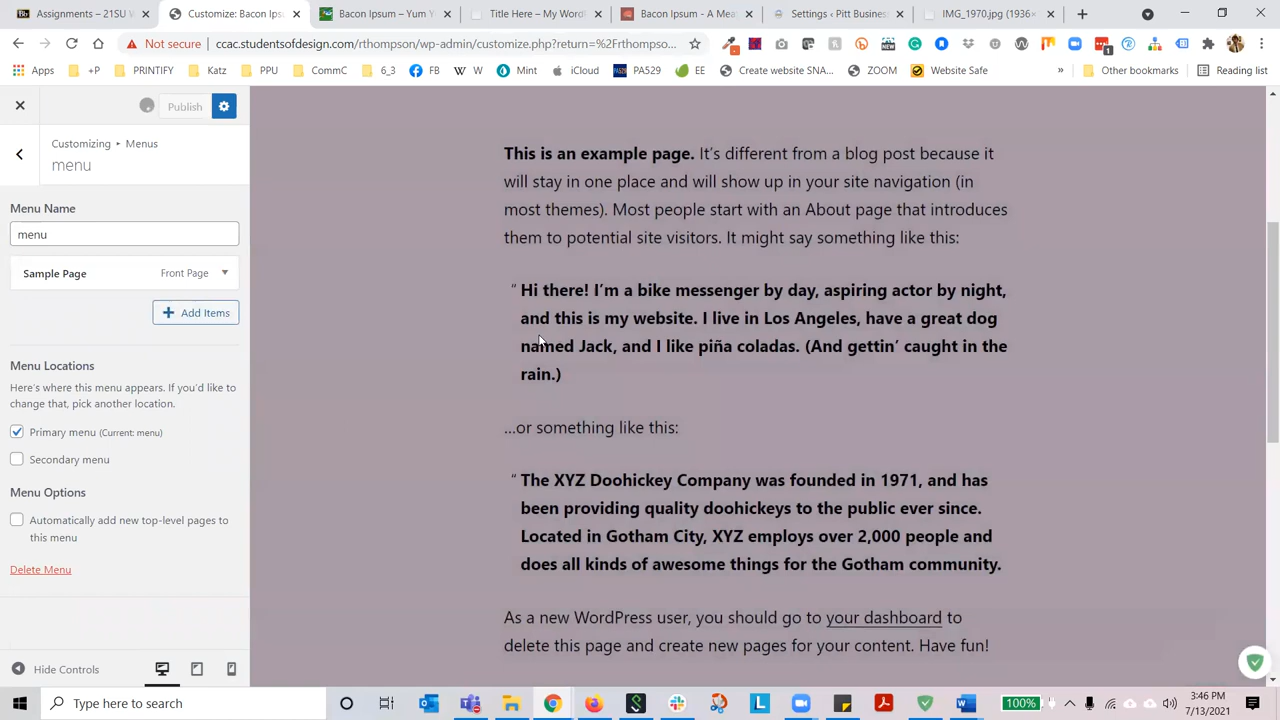 Assignments – 21SU W
Customize: Bacon Ipsum
Bacon Ipsum – Yum Y
Title Here – My WordP
Bacon Ipsum - A Meat
Settings ‹ Pitt Business
IMG_1970.jpg (1936×
Not secure
ccac.studentsofdesign.com/rthompson/wp-admin/customize.php?return=%2Frthompso...
Apps
+P
PRINTIFY
Katz
PPU
CommC
6_3
FB
W
Mint
iCloud
PA529
EE
Create website SNA...
ZOOM
Website Safe
»
Other bookmarks
Reading list
Publish
Customizing ▸ Menus
menu
Menu Name
menu
Sample Page
Front Page
Add Items
Menu Locations
Here's where this menu appears. If you'd like to
change that, pick another location.
Primary menu (Current: menu)
Secondary menu
Menu Options
Automatically add new top-level pages to
this menu
Delete Menu
Hide Controls
This is an example page. It's different from a blog post because it
will stay in one place and will show up in your site navigation (in
most themes). Most people start with an About page that introduces
them to potential site visitors. It might say something like this:
“ Hi there! I'm a bike messenger by day, aspiring actor by night,
and this is my website. I live in Los Angeles, have a great dog
named Jack, and I like piña coladas. (And gettin' caught in the
rain.)
…or something like this:
“ The XYZ Doohickey Company was founded in 1971, and has
been providing quality doohickeys to the public ever since.
Located in Gotham City, XYZ employs over 2,000 people and
does all kinds of awesome things for the Gotham community.
As a new WordPress user, you should go to your dashboard to
delete this page and create new pages for your content. Have fun!
Type here to search
100%
3:46 PM
7/13/2021